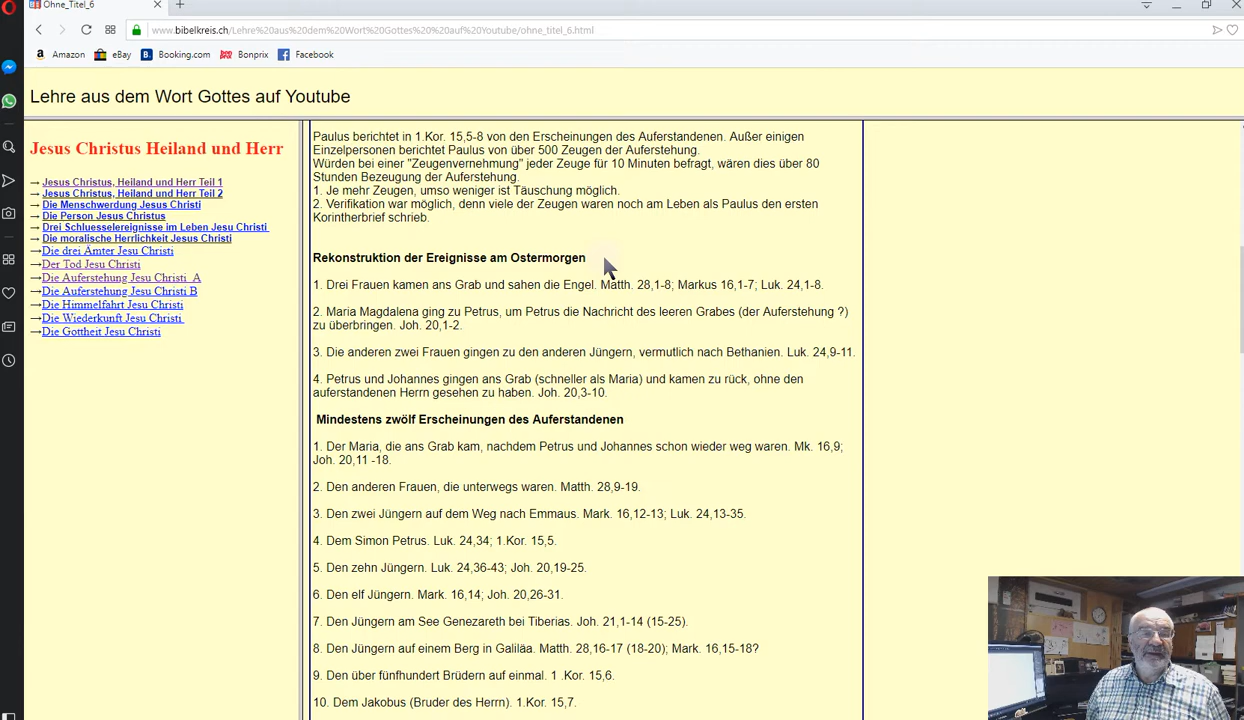 Ohne_Titel_6
www.bibelkreis.ch/Lehre%20aus%20dem%20Wort%20Gottes%20%20auf%20Youtube/ohne_titel_6.html
Amazon eBay Booking.com Bonprix Facebook
Lehre aus dem Wort Gottes auf Youtube
Jesus Christus Heiland und Herr
→ Jesus Christus, Heiland und Herr Teil 1
→ Jesus Christus, Heiland und Herr Teil 2
→ Die Menschwerdung Jesus Christi
→ Die Person Jesus Christus
→ Drei Schluesselereignisse im Leben Jesu Christi
→ Die moralische Herrlichkeit Jesus Christi
→Die drei Ämter Jesu Christi
→Der Tod Jesu Christi
→Die Auferstehung Jesu Christi A
→Die Auferstehung Jesu Christi B
→Die Himmelfahrt Jesu Christi
→Die Wiederkunft Jesu Christi
→Die Gottheit Jesu Christi
Paulus berichtet in 1.Kor. 15,5-8 von den Erscheinungen des Auferstandenen. Außer einigen
Einzelpersonen berichtet Paulus von über 500 Zeugen der Auferstehung.
Würden bei einer "Zeugenvernehmung" jeder Zeuge für 10 Minuten befragt, wären dies über 80
Stunden Bezeugung der Auferstehung.
1. Je mehr Zeugen, umso weniger ist Täuschung möglich.
2. Verifikation war möglich, denn viele der Zeugen waren noch am Leben als Paulus den ersten
Korintherbrief schrieb.
Rekonstruktion der Ereignisse am Ostermorgen
1. Drei Frauen kamen ans Grab und sahen die Engel. Matth. 28,1-8; Markus 16,1-7; Luk. 24,1-8.
2. Maria Magdalena ging zu Petrus, um Petrus die Nachricht des leeren Grabes (der Auferstehung ?)
zu überbringen. Joh. 20,1-2.
3. Die anderen zwei Frauen gingen zu den anderen Jüngern, vermutlich nach Bethanien. Luk. 24,9-11.
4. Petrus und Johannes gingen ans Grab (schneller als Maria) und kamen zu rück, ohne den
auferstandenen Herrn gesehen zu haben. Joh. 20,3-10.
Mindestens zwölf Erscheinungen des Auferstandenen
1. Der Maria, die ans Grab kam, nachdem Petrus und Johannes schon wieder weg waren. Mk. 16,9;
Joh. 20,11 -18.
2. Den anderen Frauen, die unterwegs waren. Matth. 28,9-19.
3. Den zwei Jüngern auf dem Weg nach Emmaus. Mark. 16,12-13; Luk. 24,13-35.
4. Dem Simon Petrus. Luk. 24,34; 1.Kor. 15,5.
5. Den zehn Jüngern. Luk. 24,36-43; Joh. 20,19-25.
6. Den elf Jüngern. Mark. 16,14; Joh. 20,26-31.
7. Den Jüngern am See Genezareth bei Tiberias. Joh. 21,1-14 (15-25).
8. Den Jüngern auf einem Berg in Galiläa. Matth. 28,16-17 (18-20); Mark. 16,15-18?
9. Den über fünfhundert Brüdern auf einmal. 1 .Kor. 15,6.
10. Dem Jakobus (Bruder des Herrn). 1.Kor. 15,7.